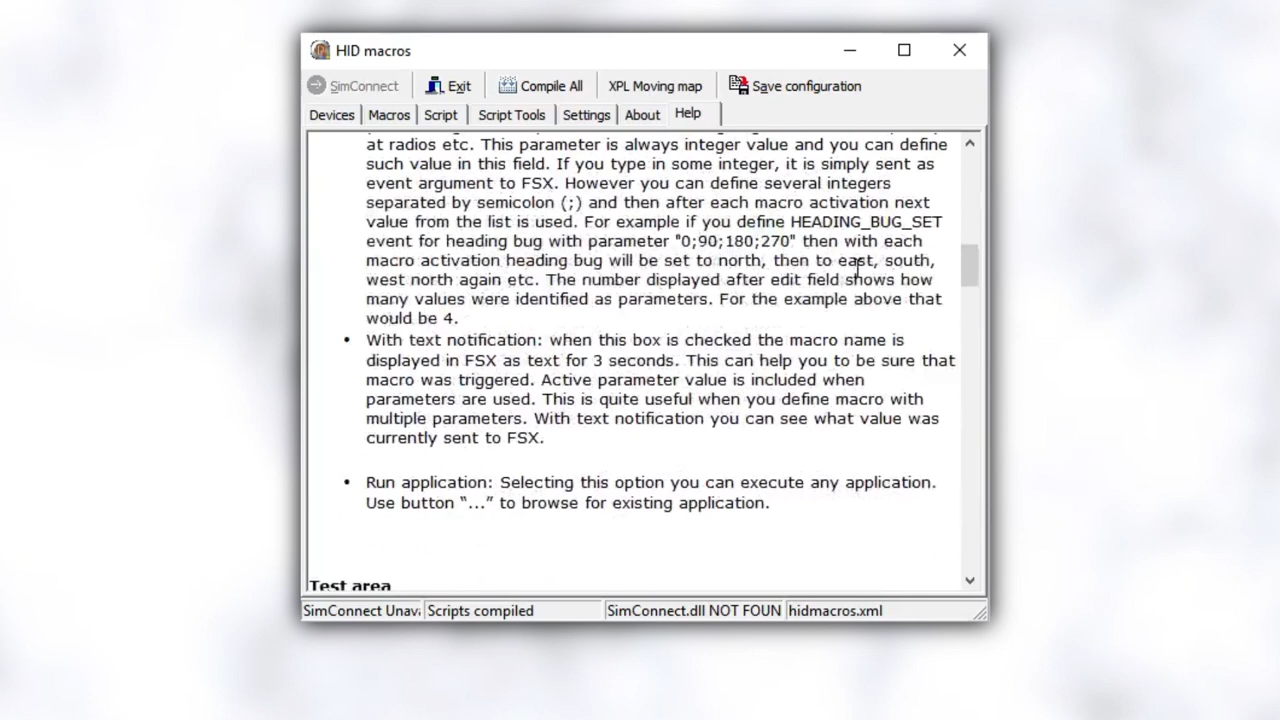 HID macros
SimConnect Exit Compile All XPL Moving map Save configuration
Devices Macros Script Script Tools Settings About Help
at radios etc. This parameter is always integer value and you can define
such value in this field. If you type in some integer, it is simply sent as
event argument to FSX. However you can define several integers
separated by semicolon (;) and then after each macro activation next
value from the list is used. For example if you define HEADING_BUG_SET
event for heading bug with parameter "0;90;180;270" then with each
macro activation heading bug will be set to north, then to east, south,
west north again etc. The number displayed after edit field shows how
many values were identified as parameters. For the example above that
would be 4.
• With text notification: when this box is checked the macro name is
displayed in FSX as text for 3 seconds. This can help you to be sure that
macro was triggered. Active parameter value is included when
parameters are used. This is quite useful when you define macro with
multiple parameters. With text notification you can see what value was
currently sent to FSX.
• Run application: Selecting this option you can execute any application.
Use button “...” to browse for existing application.
Test area
SimConnect Unava Scripts compiled SimConnect.dll NOT FOUN hidmacros.xml